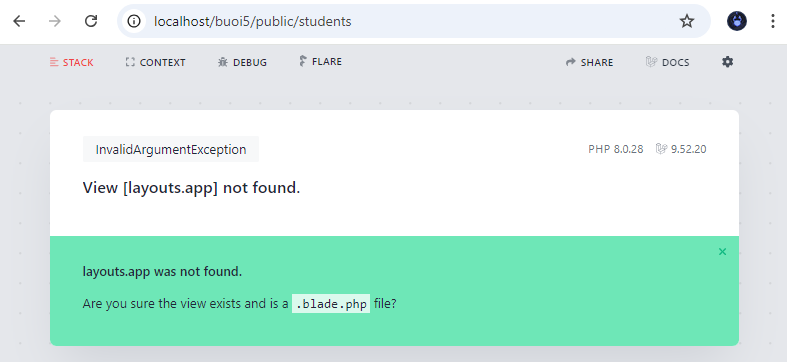 localhost/buoi5/public/students
STACK CONTEXT DEBUG FLARE SHARE DOCS
InvalidArgumentException PHP 8.0.28 9.52.20
View [layouts.app] not found.
layouts.app was not found.
Are you sure the view exists and is a .blade.php file?